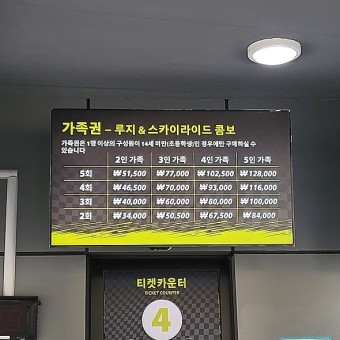 가족권 – 루지 & 스카이라이드 콤보
가족권은 1명 이상의 구성원이 14세 미만(초등학생)인 경우에만 구매하실 수
있습니다
2인 가족 3인 가족 4인 가족 5인 가족
5회 ₩51,500 ₩77,000 ₩102,500 ₩128,000
4회 ₩46,500 ₩70,000 ₩93,000 ₩116,000
3회 ₩40,000 ₩60,000 ₩80,000 ₩100,000
2회 ₩34,000 ₩50,500 ₩67,500 ₩84,000
티켓카운터
TICKET COUNTER
4